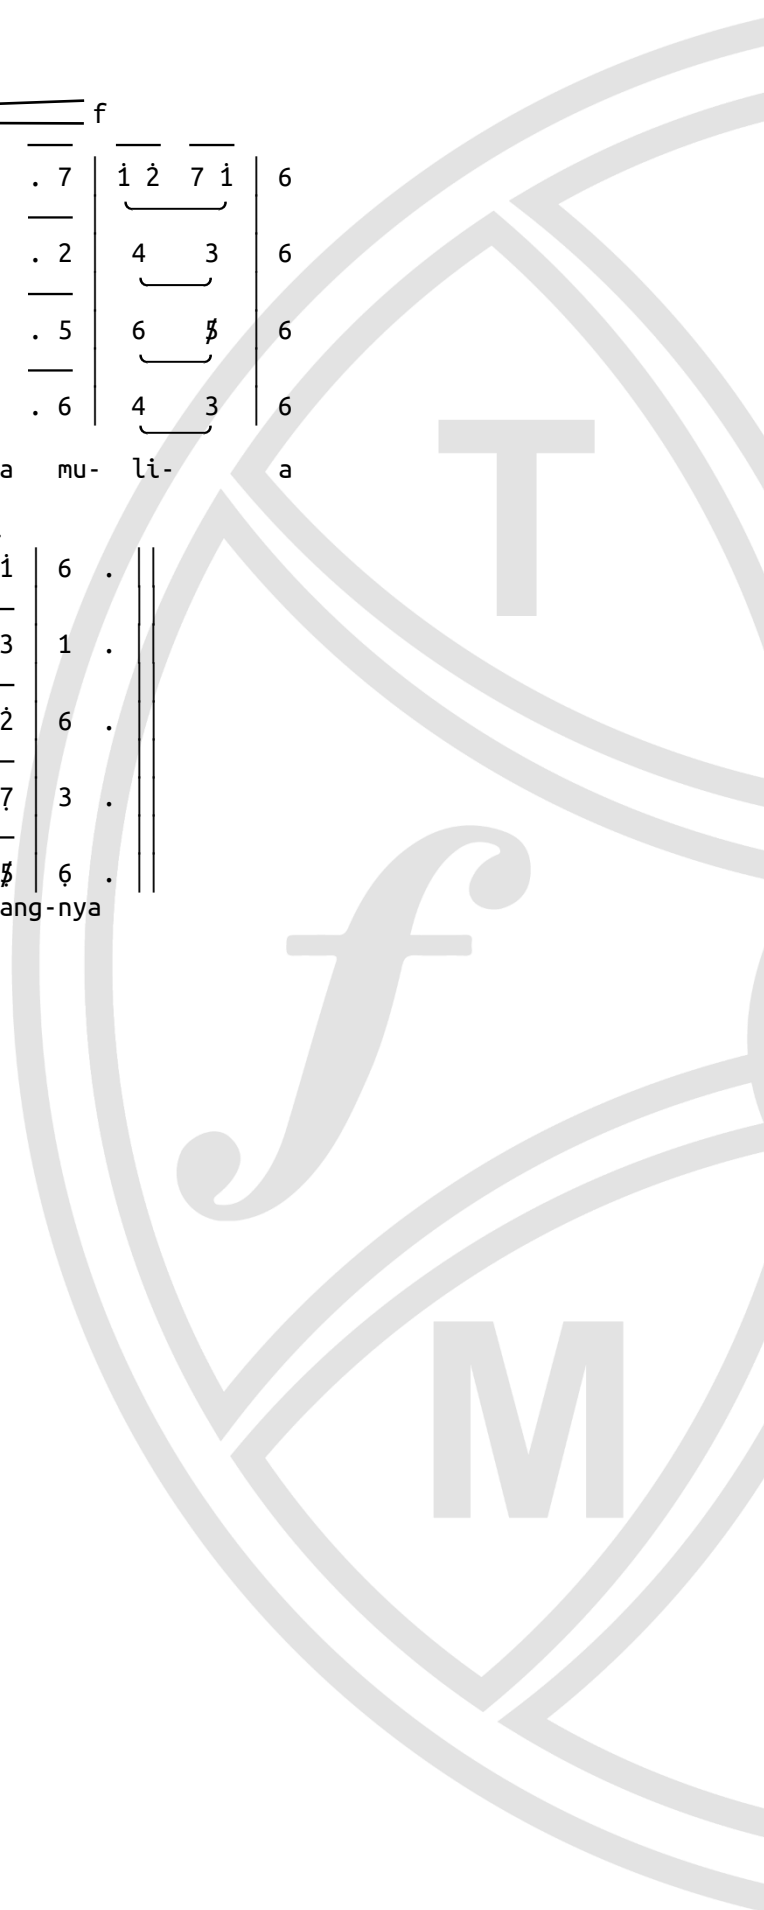 f
. 7 | i̇ 2̇ 7 i̇ | 6
. 2 | 4 3 | 6
. 5 | 6 5̸ | 6
. 6 | 4 3 | 6
a mu- li- a
1̇ | 6 . ||
3 | 1 . ||
2̇ | 6 . ||
7̣ | 3 . ||
5̸̣ | 6̣ . ||
ang-nya
T
f
M